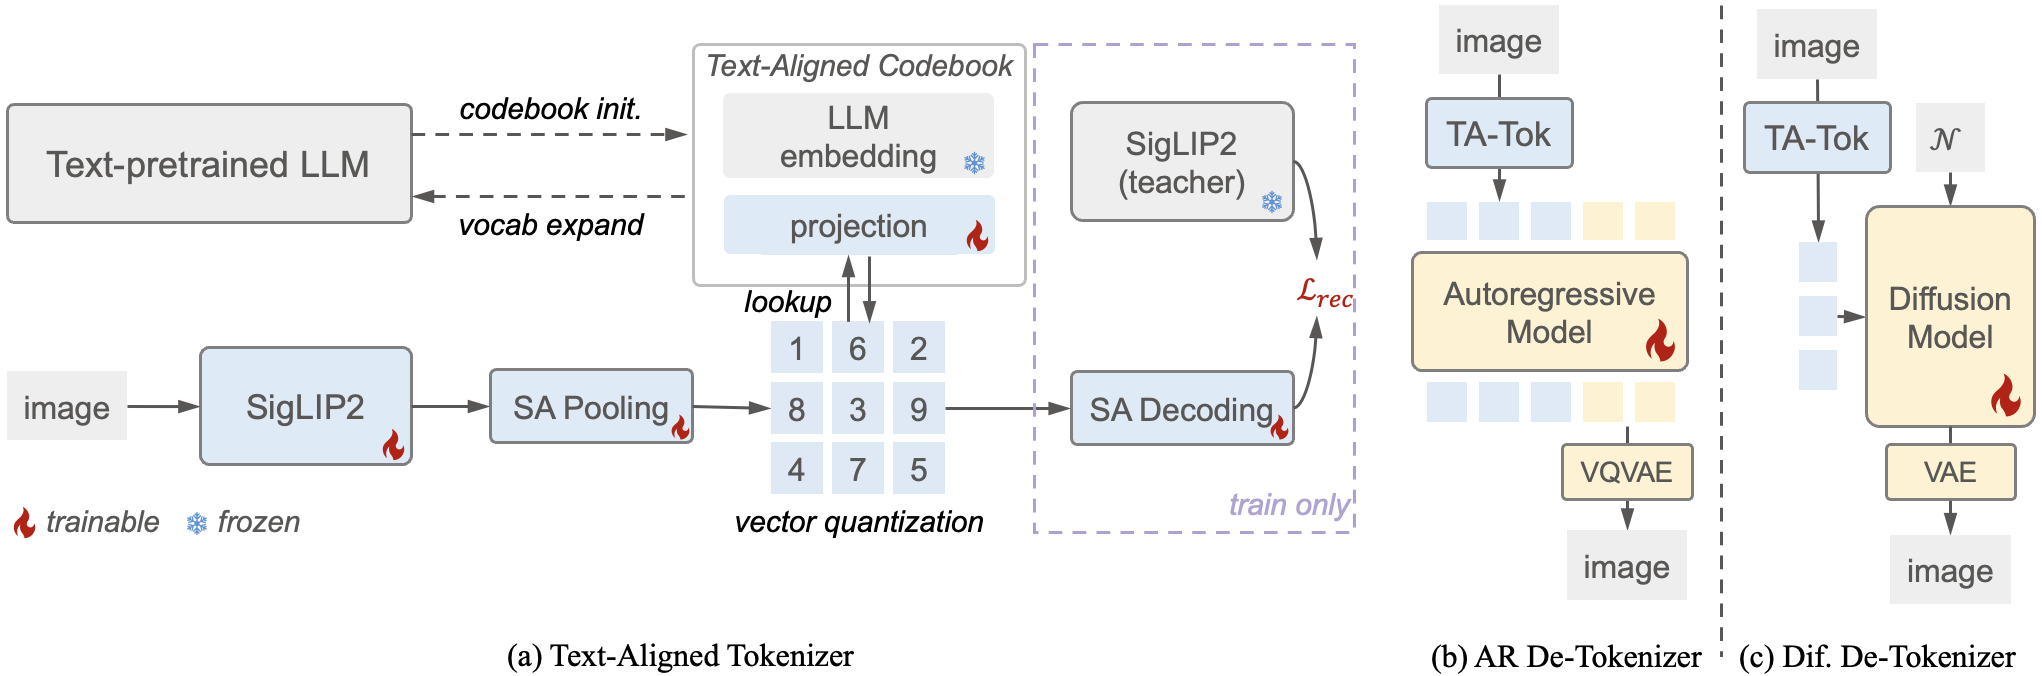 Text-pretrained LLM
codebook init.
vocab expand
Text-Aligned Codebook
LLM
embedding
projection
lookup
image
SigLIP2
SA Pooling
1 6 2
8 3 9
4 7 5
vector quantization
SigLIP2
(teacher)
ℒrec
SA Decoding
train only
trainable
frozen
(a) Text-Aligned Tokenizer
image
TA-Tok
Autoregressive
Model
VQVAE
image
(b) AR De-Tokenizer
image
TA-Tok
𝒩
Diffusion
Model
VAE
image
(c) Dif. De-Tokenizer